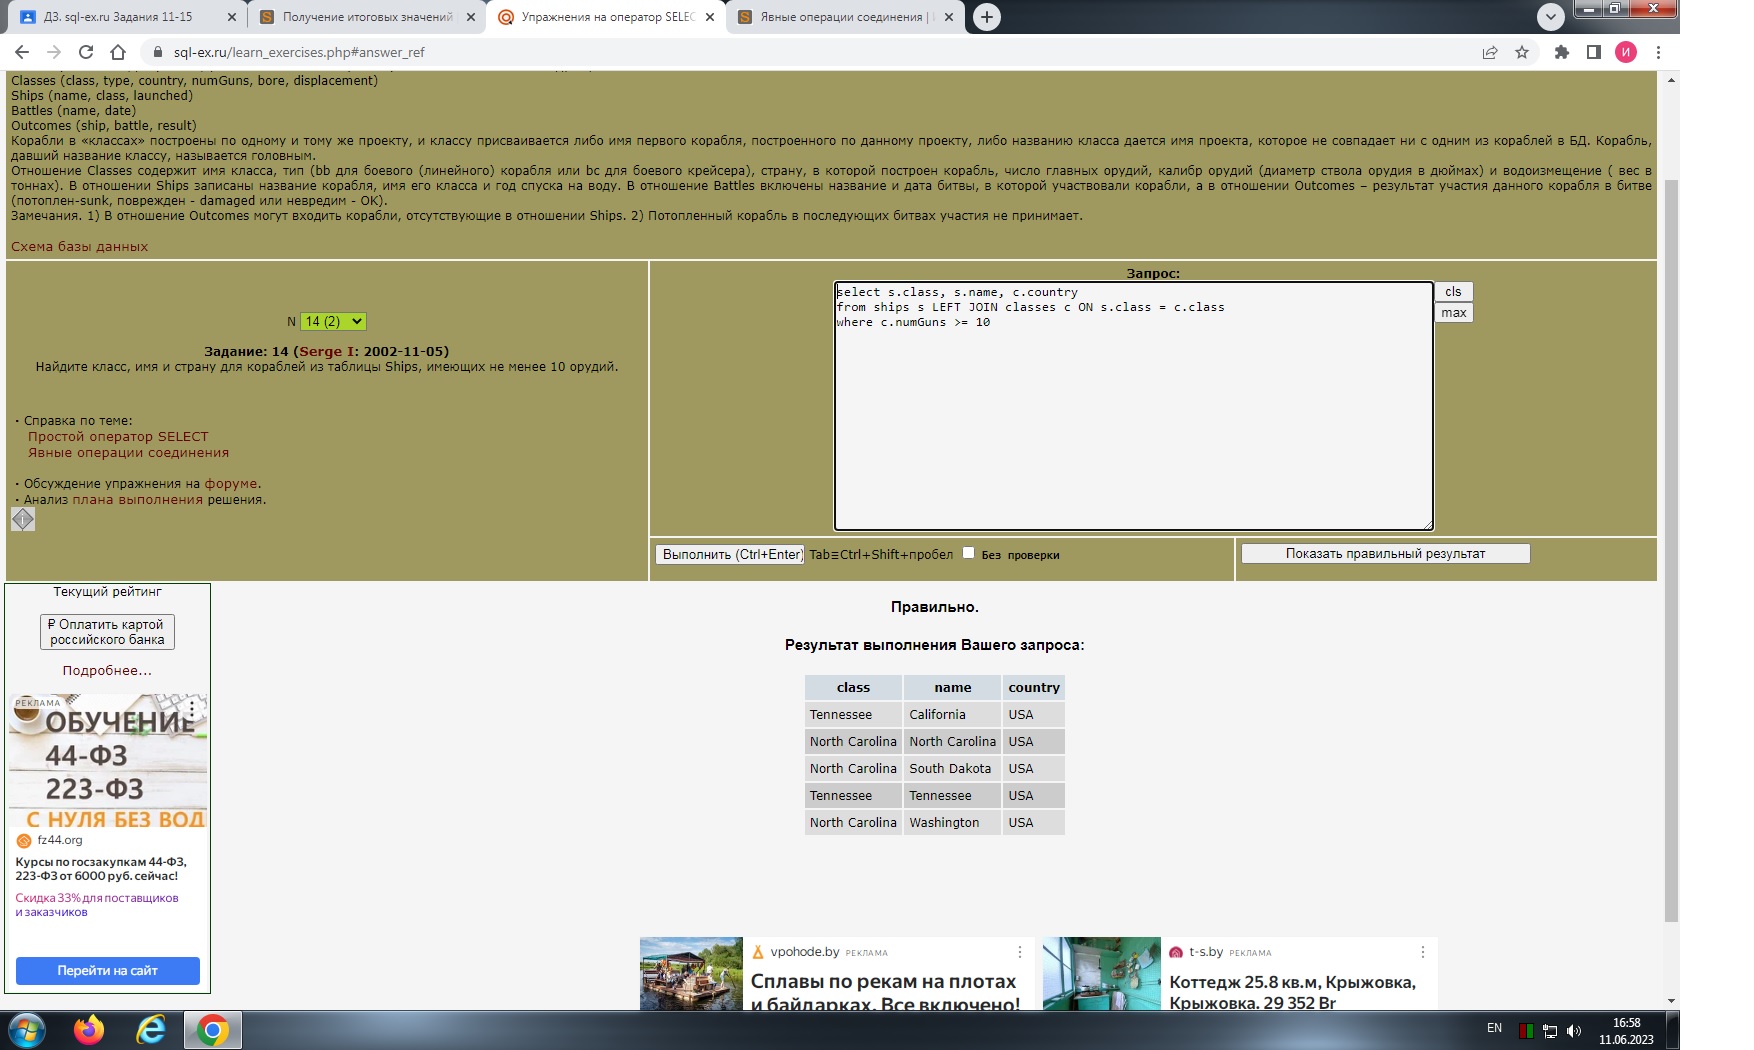 ДЗ. sql-ex.ru Задания 11-15
Получение итоговых значений
Упражнения на оператор SELEC
Явные операции соединения |
sql-ex.ru/learn_exercises.php#answer_ref
И
Classes (class, type, country, numGuns, bore, displacement)
Ships (name, class, launched)
Battles (name, date)
Outcomes (ship, battle, result)
Корабли в «классах» построены по одному и тому же проекту, и классу присваивается либо имя первого корабля, построенного по данному проекту, либо названию класса дается имя проекта, которое не совпадает ни с одним из кораблей в БД. Корабль,
давший название классу, называется головным.
Отношение Classes содержит имя класса, тип (bb для боевого (линейного) корабля или bc для боевого крейсера), страну, в которой построен корабль, число главных орудий, калибр орудий (диаметр ствола орудия в дюймах) и водоизмещение ( вес в
тоннах). В отношении Ships записаны название корабля, имя его класса и год спуска на воду. В отношение Battles включены название и дата битвы, в которой участвовали корабли, а в отношении Outcomes – результат участия данного корабля в битве
(потоплен-sunk, поврежден - damaged или невредим - OK).
Замечания. 1) В отношение Outcomes могут входить корабли, отсутствующие в отношении Ships. 2) Потопленный корабль в последующих битвах участия не принимает.
Схема базы данных
N 14 (2)
Задание: 14 (Serge I: 2002-11-05)
Найдите класс, имя и страну для кораблей из таблицы Ships, имеющих не менее 10 орудий.
• Справка по теме:
Простой оператор SELECT
Явные операции соединения
• Обсуждение упражнения на форуме.
• Анализ плана выполнения решения.
Запрос:
select s.class, s.name, c.country
from ships s LEFT JOIN classes c ON s.class = c.class
where c.numGuns >= 10
cls
max
Выполнить (Ctrl+Enter) Tab≡Ctrl+Shift+пробел Без проверки
Показать правильный результат
Текущий рейтинг
₽ Оплатить картой
российского банка
Подробнее...
РЕКЛАМА
ОБУЧЕНИЕ
44-ФЗ
223-ФЗ
С НУЛЯ БЕЗ ВОД
fz44.org
Курсы по госзакупкам 44-ФЗ,
223-ФЗ от 6000 руб. сейчас!
Скидка 33% для поставщиков
и заказчиков
Перейти на сайт
Правильно.
Результат выполнения Вашего запроса:
class name country
Tennessee California USA
North Carolina North Carolina USA
North Carolina South Dakota USA
Tennessee Tennessee USA
North Carolina Washington USA
vpohode.by РЕКЛАМА
Сплавы по рекам на плотах
и байдарках. Все включено!
t-s.by РЕКЛАМА
Коттедж 25.8 кв.м, Крыжовка,
Крыжовка. 29 352 Br
EN
16:58
11.06.2023